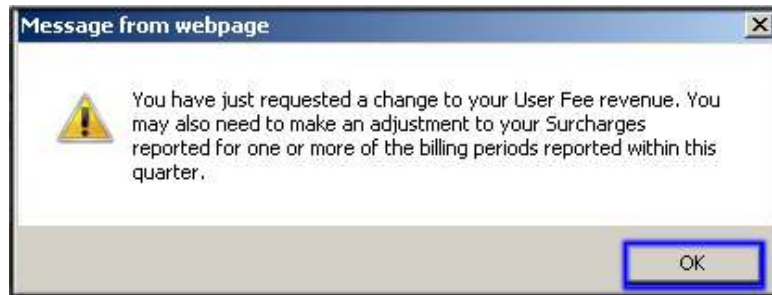 Message from webpage
You have just requested a change to your User Fee revenue. You
may also need to make an adjustment to your Surcharges
reported for one or more of the billing periods reported within this
quarter.
OK